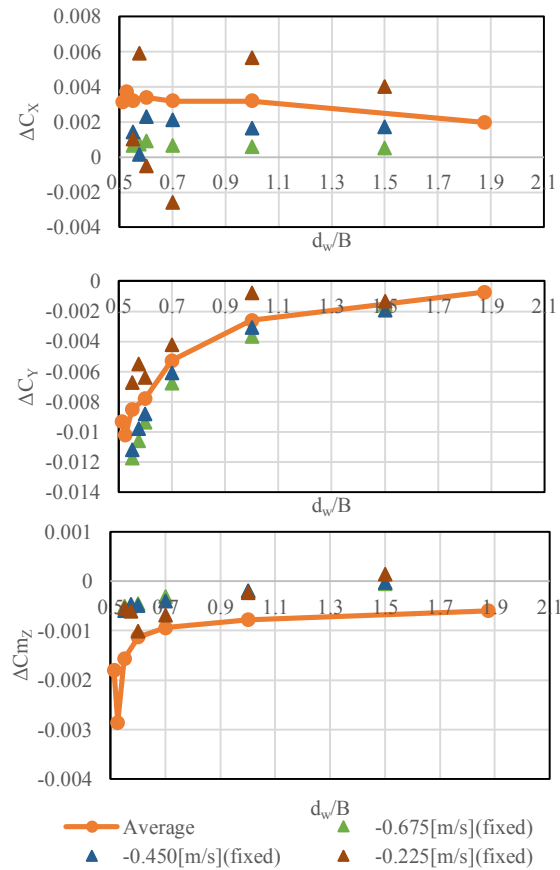 0.008
0.006
0.004
0.002
0
-0.002
-0.004
ΔC_X
0.5 0.7 0.9 1.1 1.3 1.5 1.7 1.9 2.1
d_w/B
0
-0.002
-0.004
-0.006
-0.008
-0.01
-0.012
-0.014
ΔC_Y
0.5 0.7 0.9 1.1 1.3 1.5 1.7 1.9 2.1
d_w/B
0.001
0
-0.001
-0.002
-0.003
-0.004
ΔCm_Z
0.5 0.7 0.9 1.1 1.3 1.5 1.7 1.9 2.1
d_w/B
Average -0.675[m/s](fixed)
-0.450[m/s](fixed) -0.225[m/s](fixed)